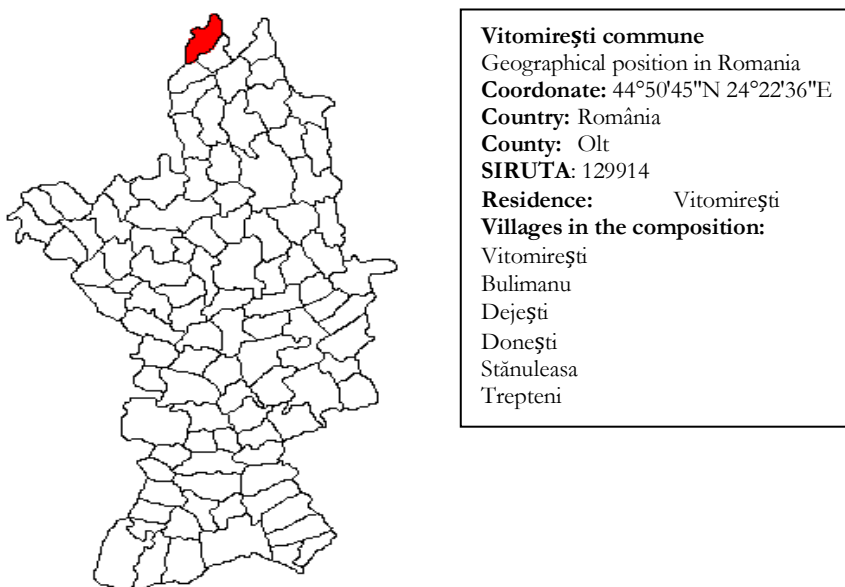 Vitomireşti commune
Geographical position in Romania
Coordonate: 44°50'45"N 24°22'36"E
Country: România
County: Olt
SIRUTA: 129914
Residence: Vitomireşti
Villages in the composition:
Vitomireşti
Bulimanu
Dejeşti
Doneşti
Stănuleasa
Trepteni